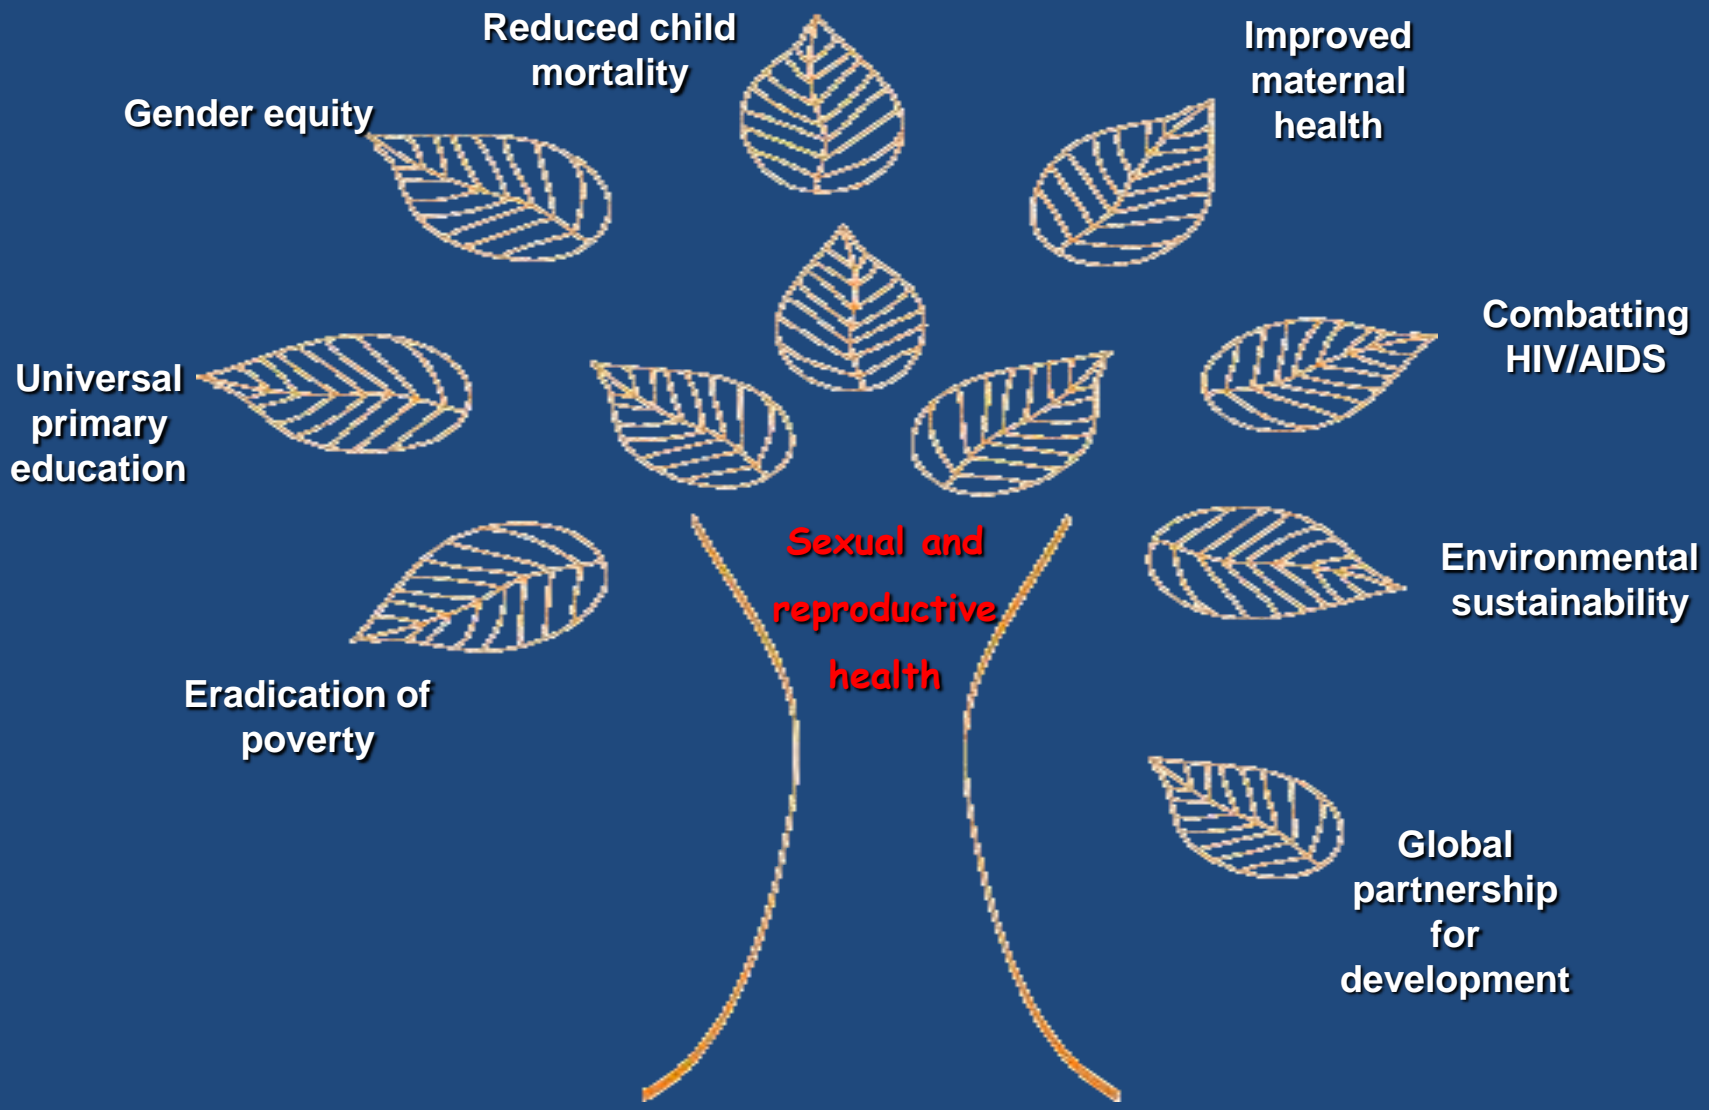 Reduced child
mortality
Improved
maternal
health
Gender equity
Combatting
HIV/AIDS
Universal
primary
education
Sexual and
reproductive
health
Environmental
sustainability
Eradication of
poverty
Global
partnership
for
development